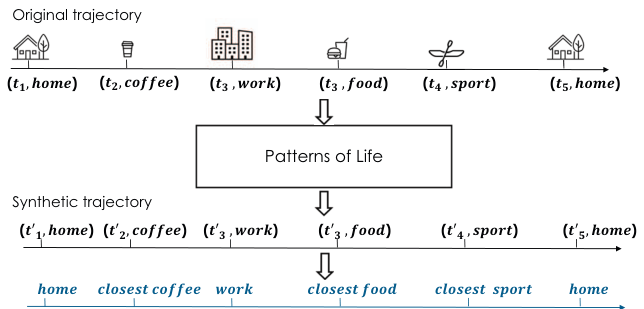 Original trajectory
(t₁, home) (t₂, coffee) (t₃ , work) (t₃ , food) (t₄ , sport) (t₅, home)
Patterns of Life
Synthetic trajectory
(t'₁, home) (t'₂, coffee) (t'₃ , work) (t'₃ , food) (t'₄ , sport) (t'₅, home)
home closest coffee work closest food closest sport home